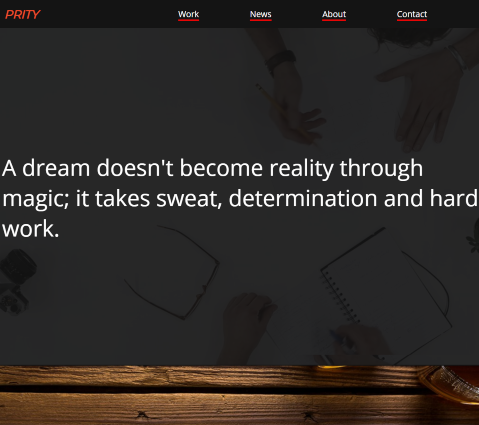 PRITY
Work
News
About
Contact
A dream doesn't become reality through
magic; it takes sweat, determination and hard
work.